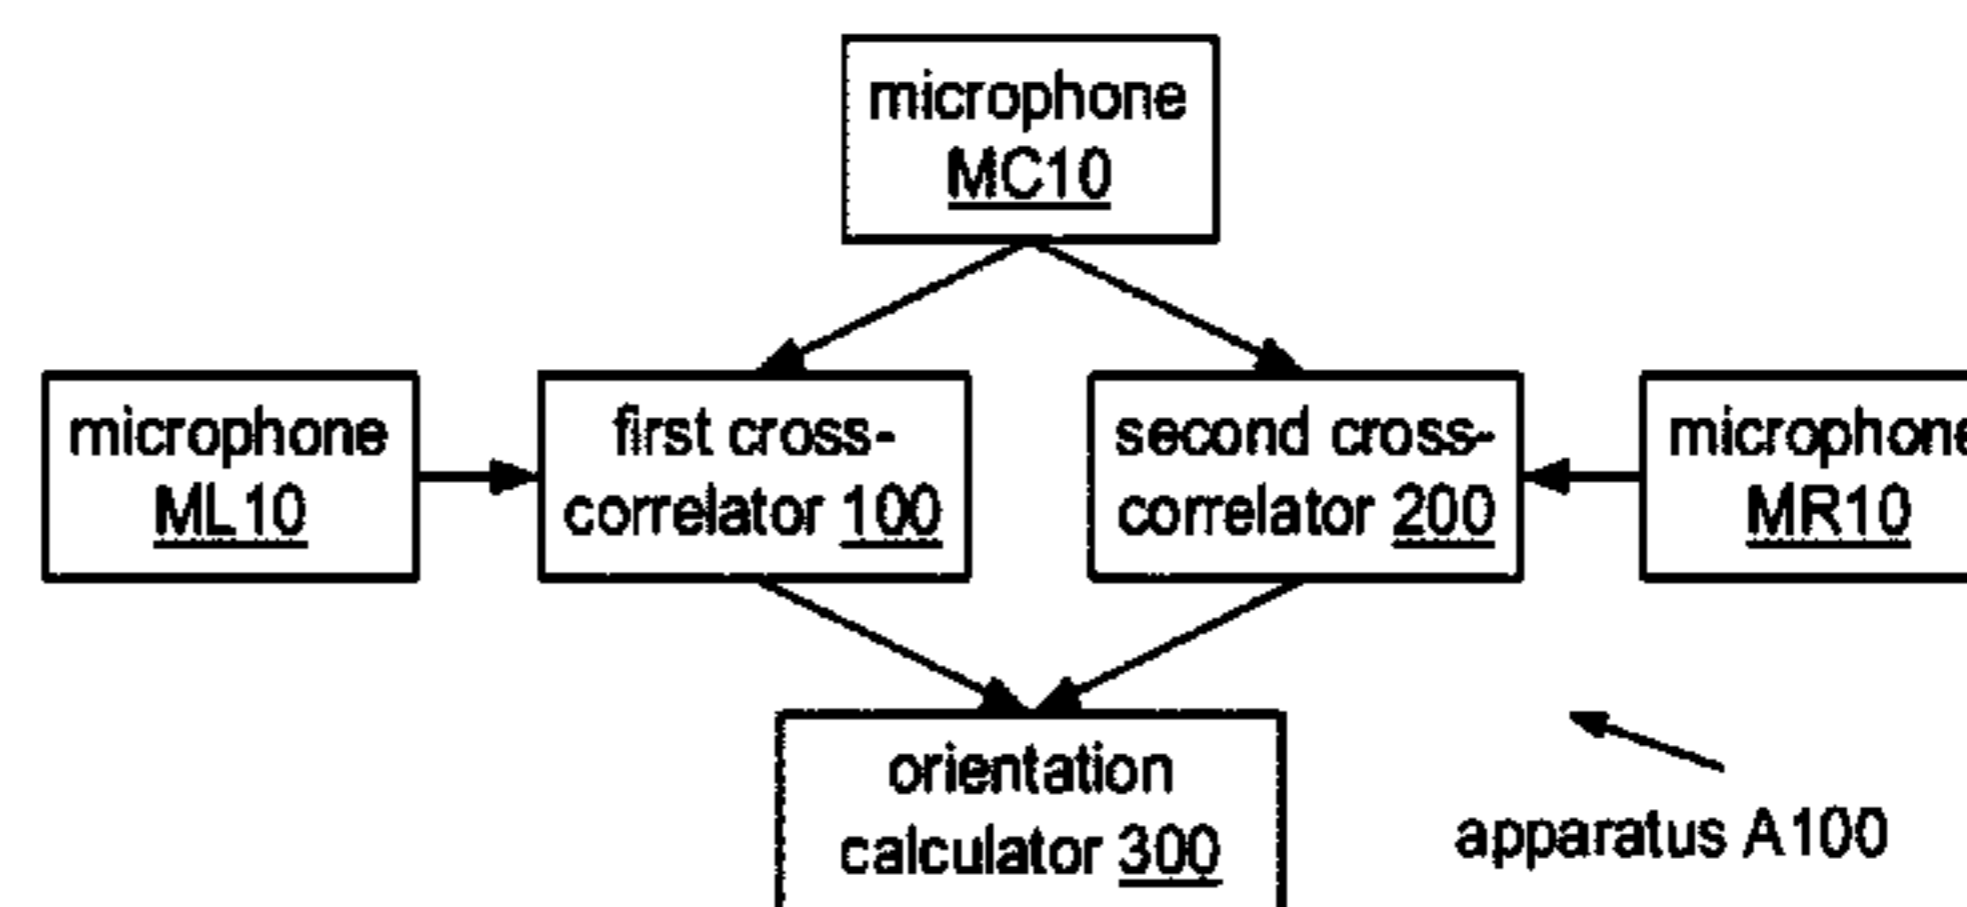 microphone
MC10
microphone
ML10
first cross-
correlator 100
second cross-
correlator 200
microphone
MR10
orientation
calculator 300
apparatus A100